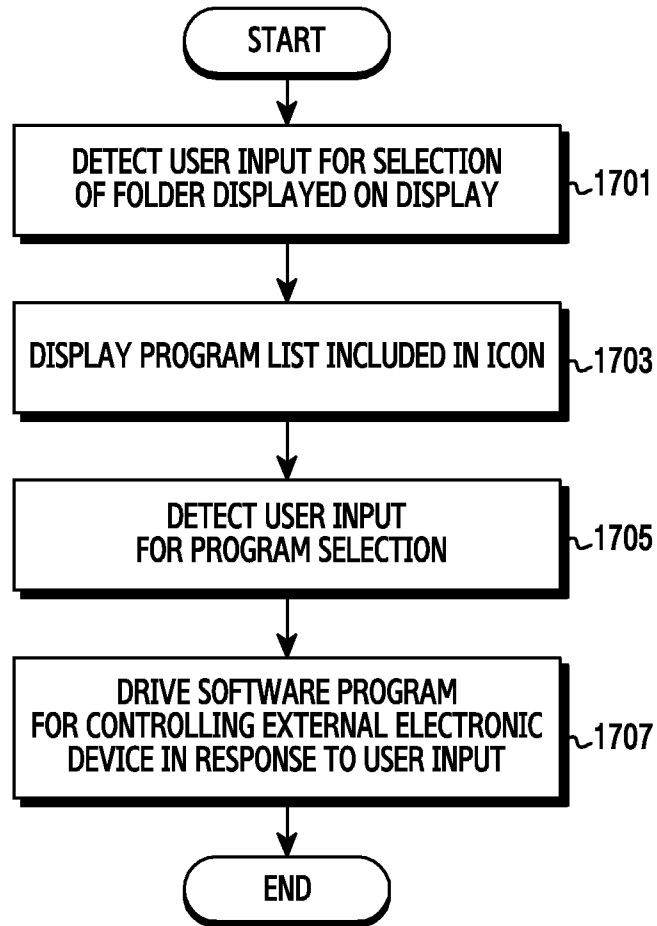 START
DETECT USER INPUT FOR SELECTION
OF FOLDER DISPLAYED ON DISPLAY
1701
DISPLAY PROGRAM LIST INCLUDED IN ICON
1703
DETECT USER INPUT
FOR PROGRAM SELECTION
1705
DRIVE SOFTWARE PROGRAM
FOR CONTROLLING EXTERNAL ELECTRONIC
DEVICE IN RESPONSE TO USER INPUT
1707
END